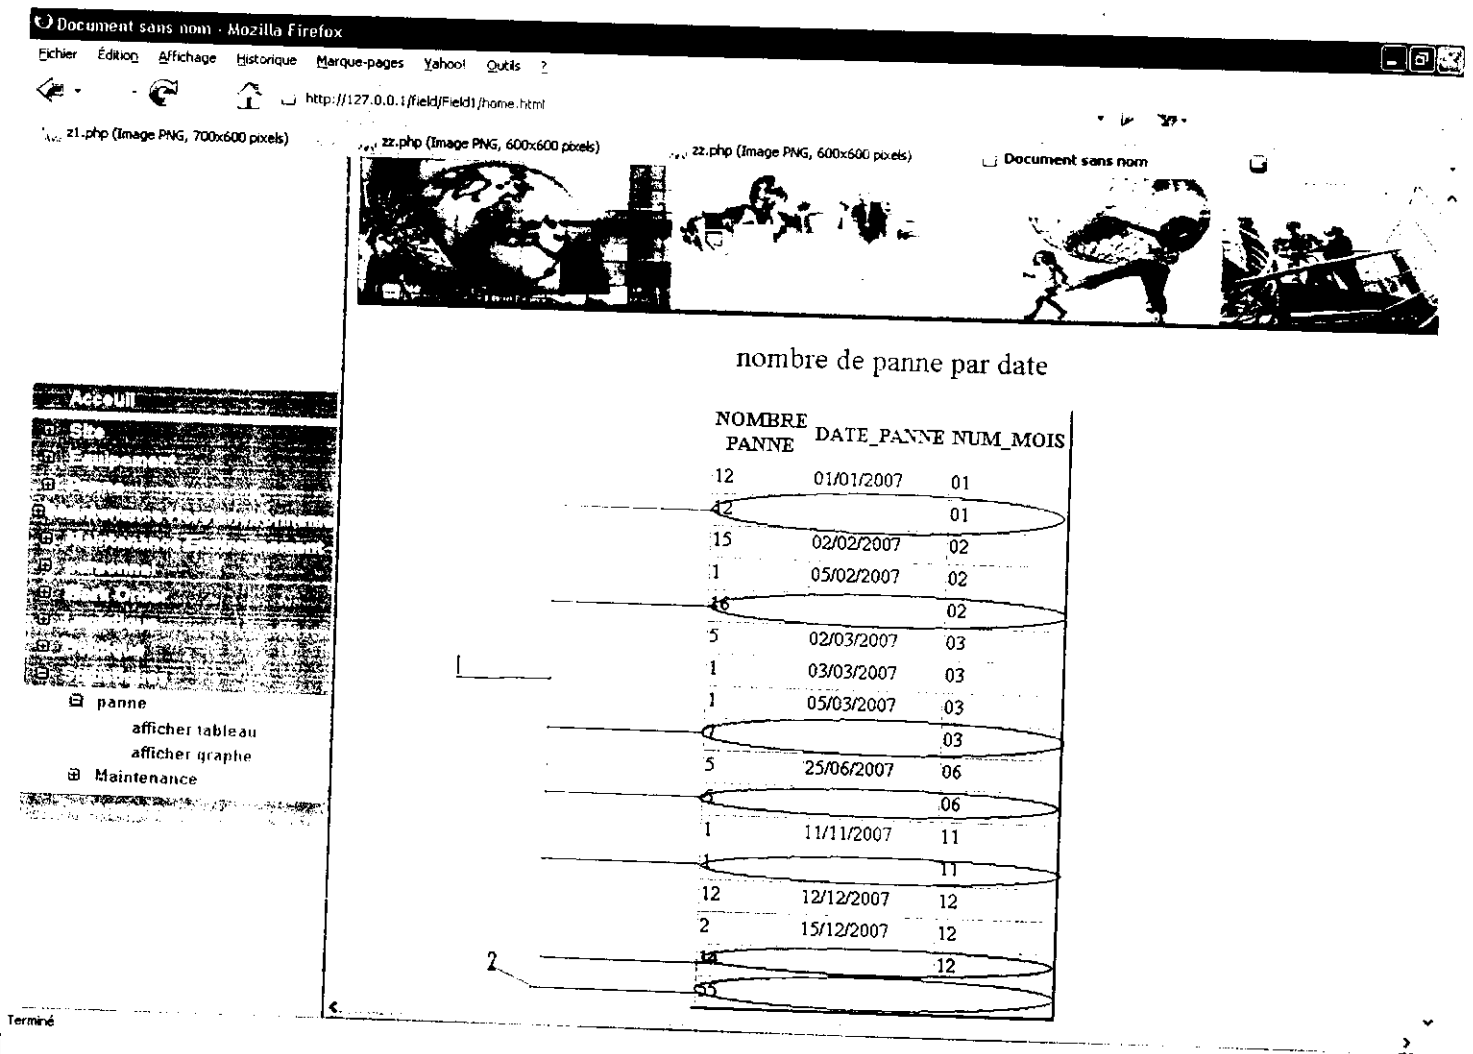 Document sans nom - Mozilla Firefox
Fichier Édition Affichage Historique Marque-pages Yahoo! Outils ?
http://127.0.0.1/field/Field1/home.html
z1.php (Image PNG, 700x600 pixels) zz.php (Image PNG, 600x600 pixels) zz.php (Image PNG, 600x600 pixels) Document sans nom
nombre de panne par date
Acceuil
Site
panne
afficher tableau
afficher graphe
Maintenance
NOMBRE PANNE DATE_PANNE NUM_MOIS
12 01/01/2007 01
12 01
15 02/02/2007 02
1 05/02/2007 02
16 02
5 02/03/2007 03
1 03/03/2007 03
1 05/03/2007 03
7 03
5 25/06/2007 06
5 06
1 11/11/2007 11
1 11
12 12/12/2007 12
2 15/12/2007 12
14 12
55
1
2
Terminé